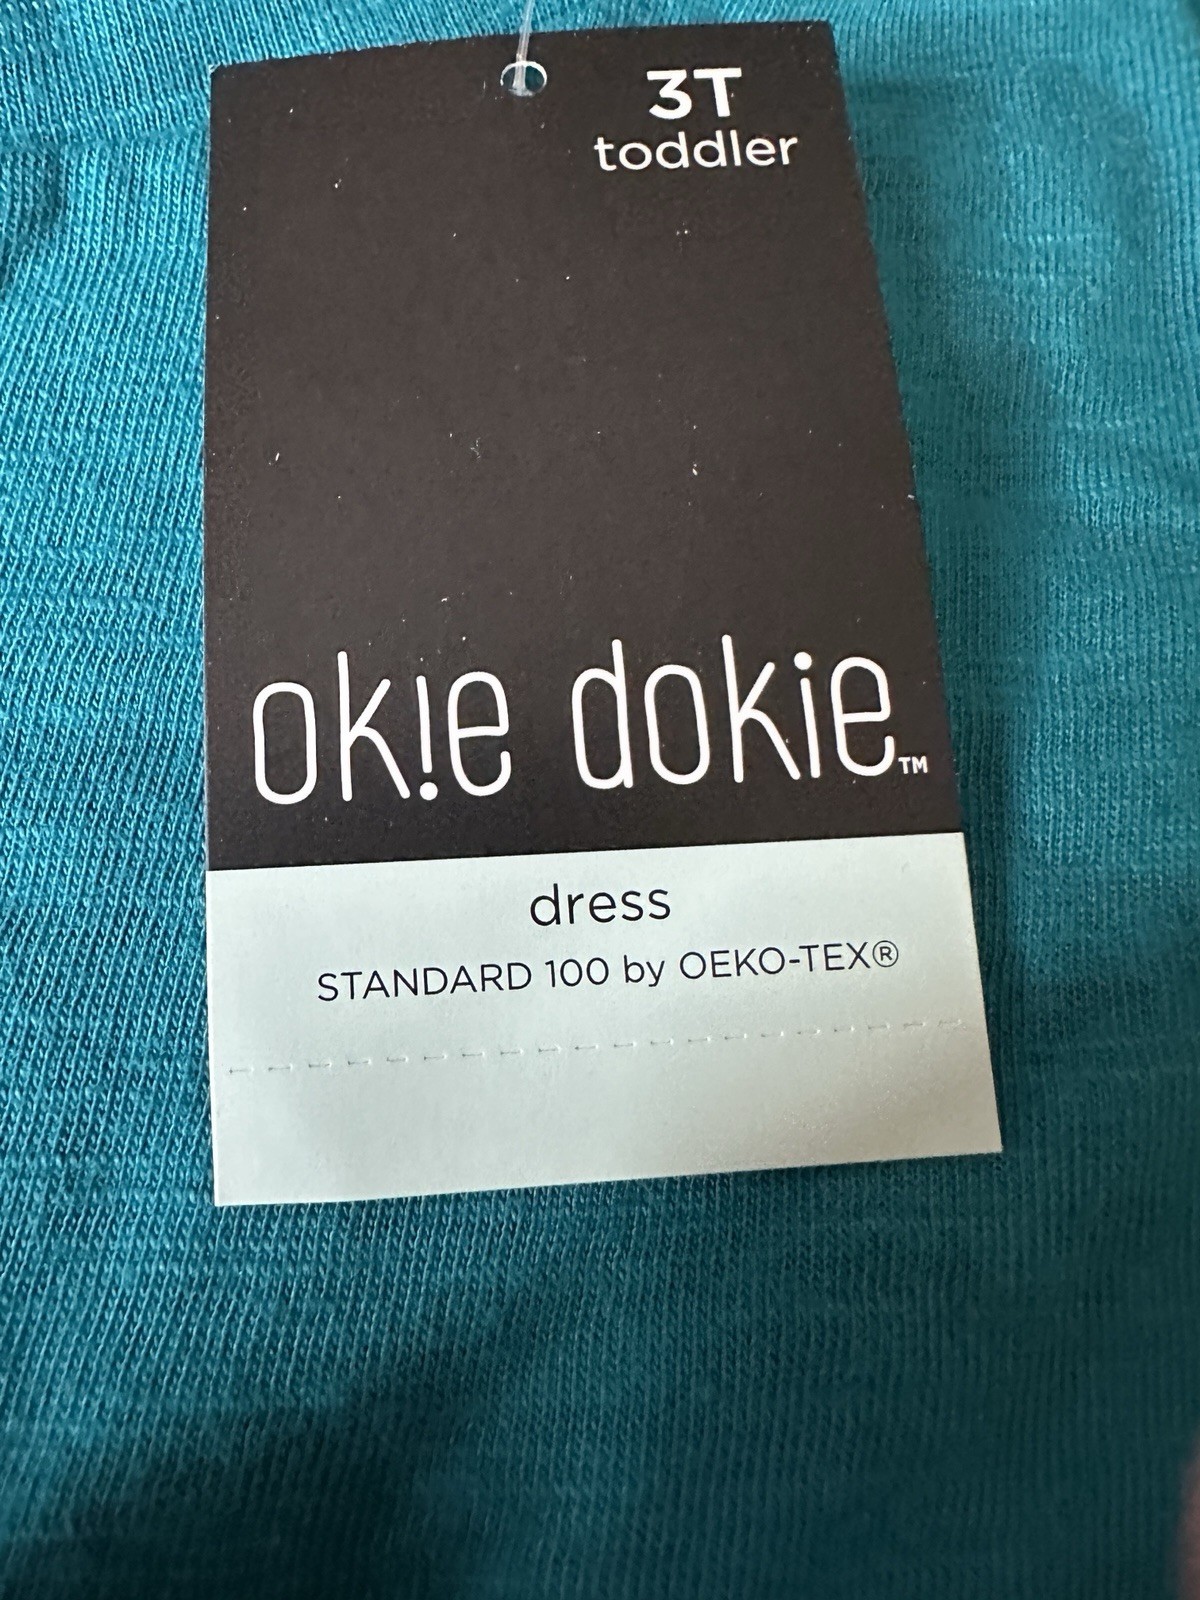 3T
toddler
ok!e dokie™
dress
STANDARD 100 by OEKO-TEX®